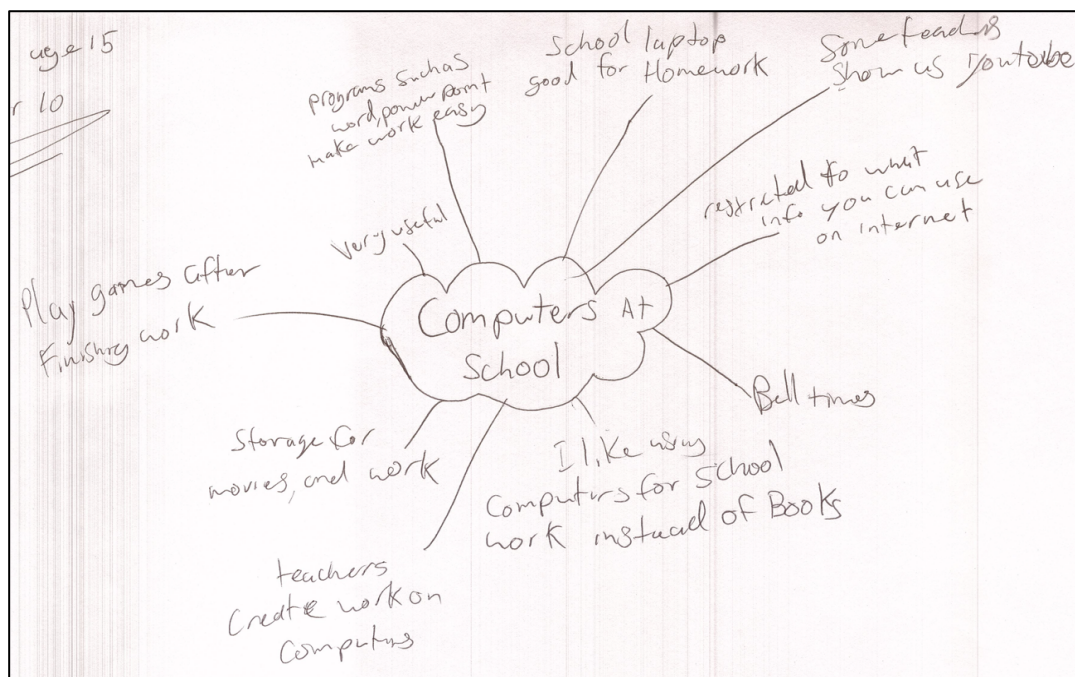 age 15
r 10
programs such as
word, power point
make work easy
School laptop
good for Homework
Some
Show us Youtube
restricted to what
info you can use
on internet
Very useful
Play games after
Finishing work
Computers At
School
Bell times
Storage for
movies, and work
I like using
Computers for School
work instead of Books
teachers
Create work on
Computers